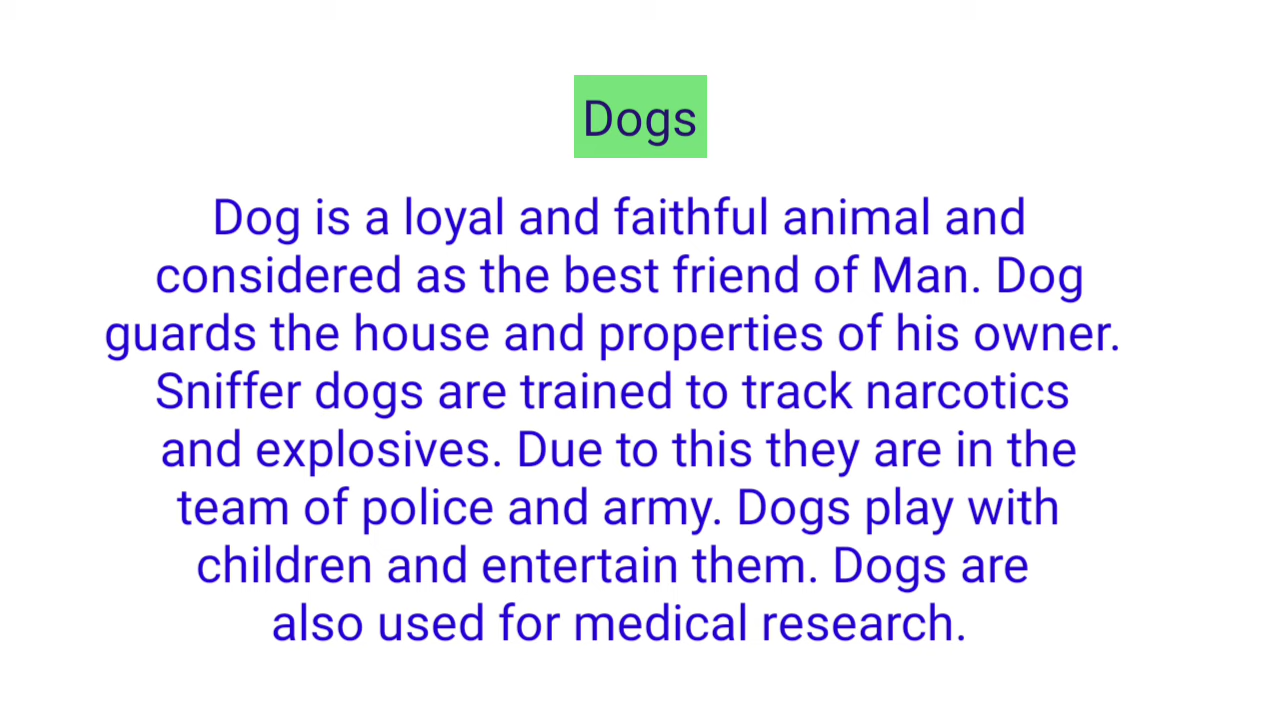 Dogs
Dog is a loyal and faithful animal and
considered as the best friend of Man. Dog
guards the house and properties of his owner.
Sniffer dogs are trained to track narcotics
and explosives. Due to this they are in the
team of police and army. Dogs play with
children and entertain them. Dogs are
also used for medical research.